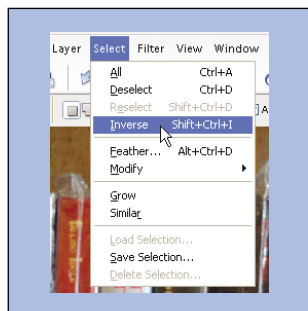 Layer Select Filter View Window
All Ctrl+A
Deselect Ctrl+D
Reselect Shift+Ctrl+D
Inverse Shift+Ctrl+I
Feather... Alt+Ctrl+D
Modify
Grow
Similar
Load Selection...
Save Selection...
Delete Selection...